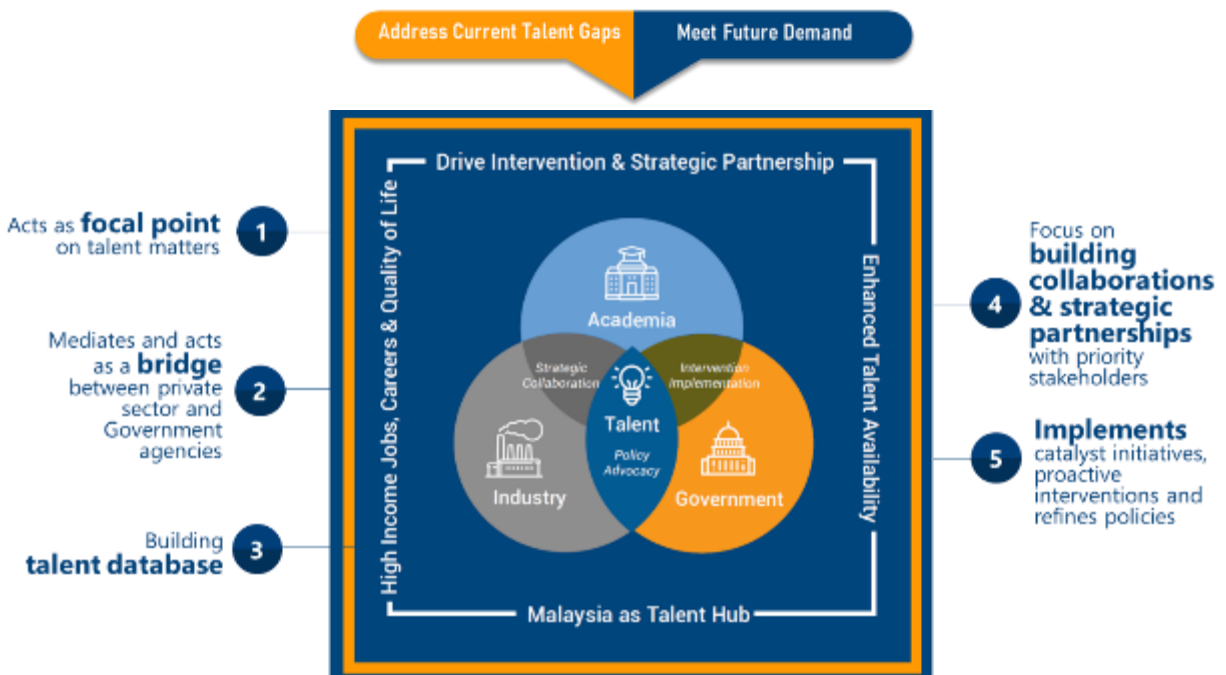 Address Current Talent Gaps
Meet Future Demand
Drive Intervention & Strategic Partnership
High Income Jobs, Careers & Quality of Life
Enhanced Talent Availability
Malaysia as Talent Hub
Academia
Strategic
Collaboration
Intervention
Implementation
Talent
Policy
Advocacy
Industry
Government
1
Acts as focal point
on talent matters
2
Mediates and acts
as a bridge
between private
sector and
Government
agencies
3
Building
talent database
4
Focus on
building
collaborations
& strategic
partnerships
with priority
stakeholders
5
Implements
catalyst initiatives,
proactive
interventions and
refines policies